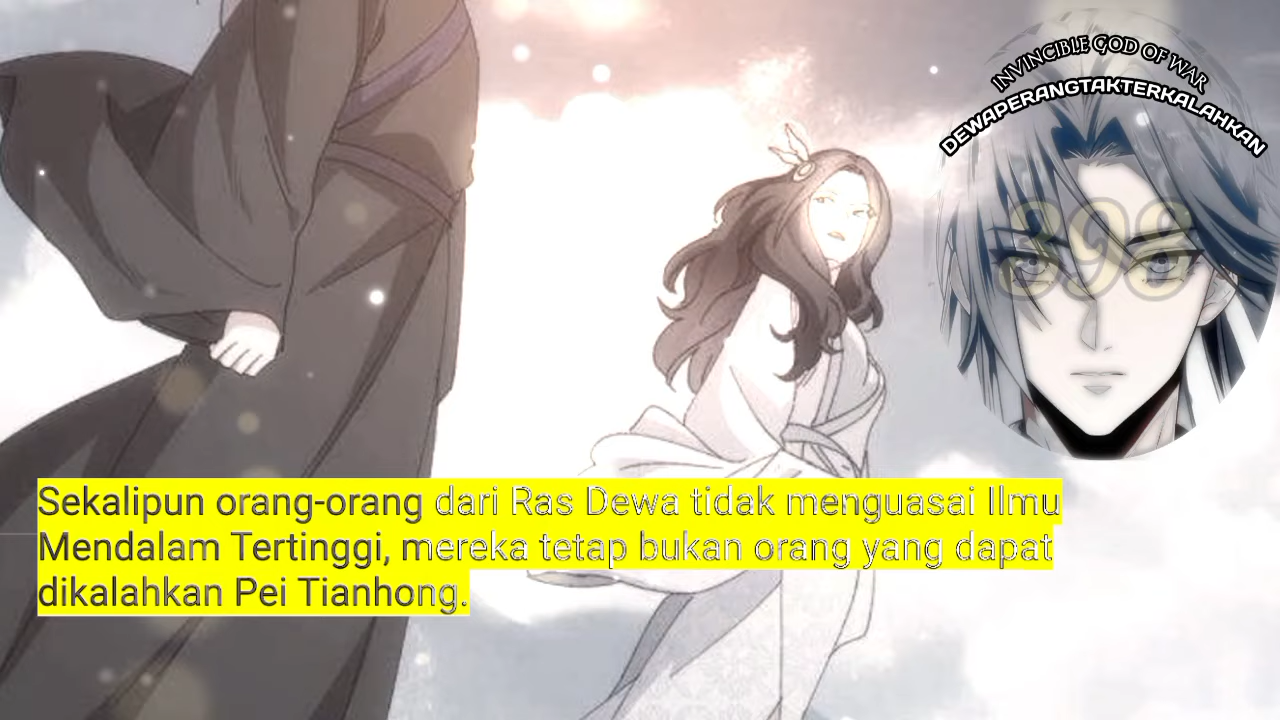 INVINCIBLE GOD OF WAR
DEWAPERANGTAKTERKALAHKAN
398
Sekalipun orang-orang dari Ras Dewa tidak menguasai Ilmu
Mendalam Tertinggi, mereka tetap bukan orang yang dapat
dikalahkan Pei Tianhong.